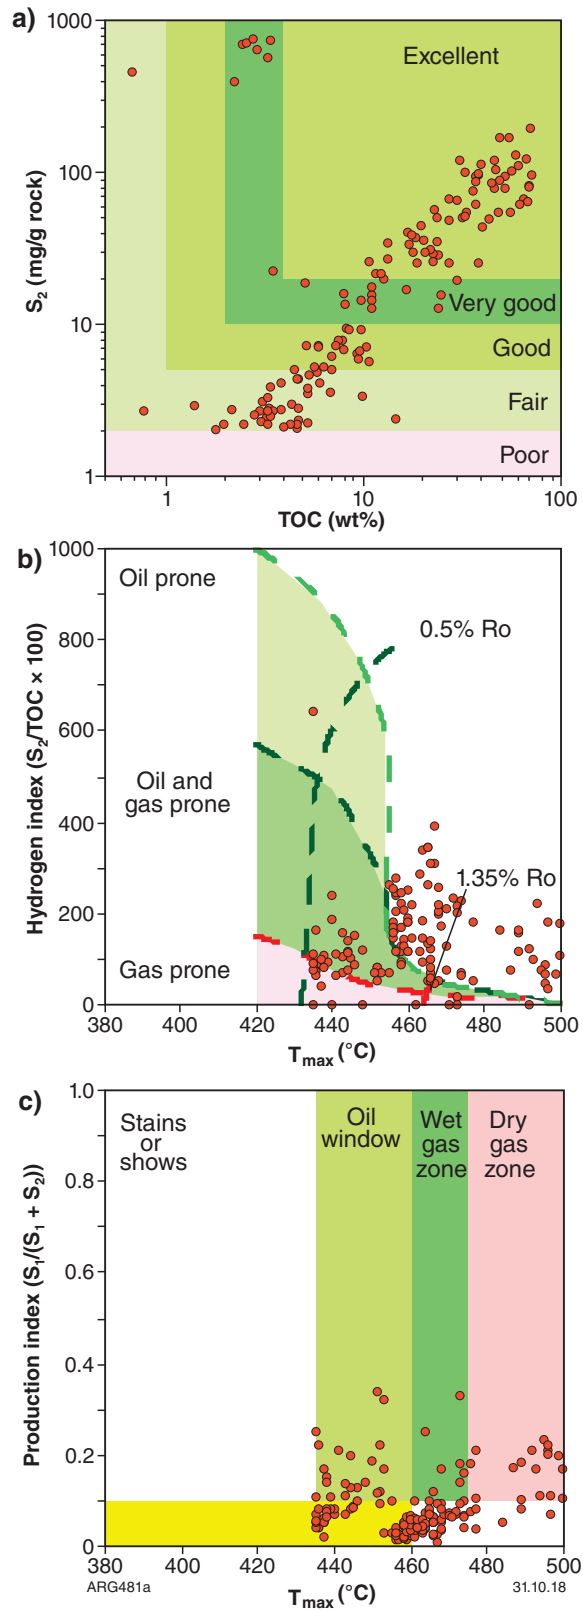 a)
1000
100
10
1
S2 (mg/g rock)
Excellent
Very good
Good
Fair
Poor
1
10
100
TOC (wt%)
b)
1000
800
600
400
200
0
Hydrogen index (S2/TOC × 100)
Oil prone
0.5% Ro
Oil and
gas prone
1.35% Ro
Gas prone
380
400
420
440
460
480
500
Tmax (°C)
c)
1.0
0.8
0.6
0.4
0.2
0
Production index (S1/(S1 + S2))
Stains
or
shows
Oil
window
Wet
gas
zone
Dry
gas
zone
380
400
420
440
460
480
500
Tmax (°C)
ARG481a
31.10.18